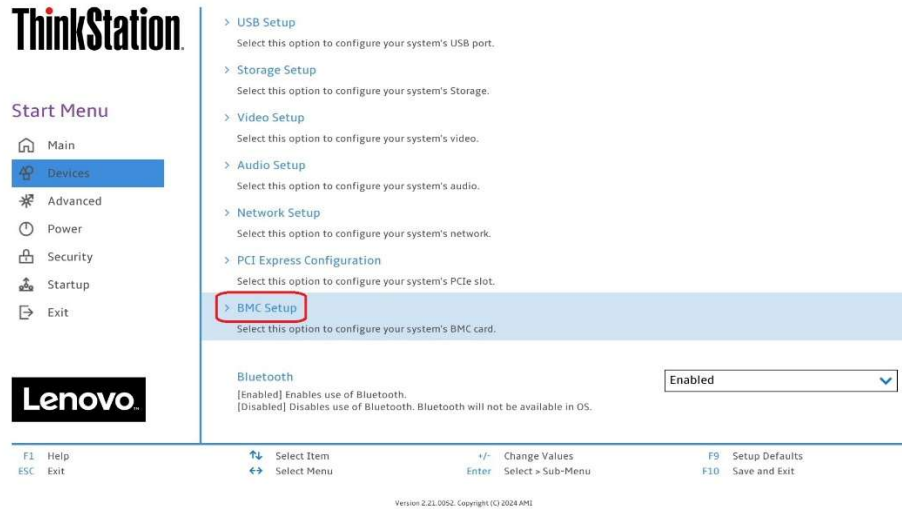 ThinkStation
Start Menu
Main
Devices
Advanced
Power
Security
Startup
Exit
Lenovo™
> USB Setup
Select this option to configure your system's USB port.
> Storage Setup
Select this option to configure your system's Storage.
> Video Setup
Select this option to configure your system's video.
> Audio Setup
Select this option to configure your system's audio.
> Network Setup
Select this option to configure your system's network.
> PCI Express Configuration
Select this option to configure your system's PCIe slot.
> BMC Setup
Select this option to configure your system's BMC card.
Bluetooth
Enabled
[Enabled] Enables use of Bluetooth.
[Disabled] Disables use of Bluetooth. Bluetooth will not be available in OS.
F1 Help ↑↓ Select Item +/- Change Values F9 Setup Defaults
ESC Exit ↔ Select Menu Enter Select > Sub-Menu F10 Save and Exit
Version 2.21.0052. Copyright (C) 2024 AMI